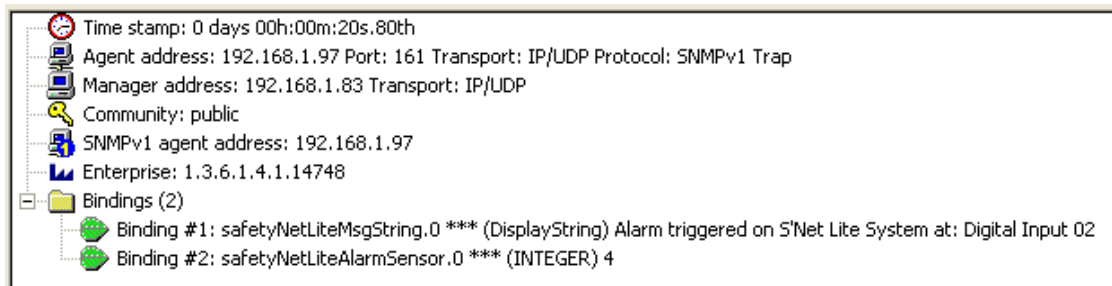 Time stamp: 0 days 00h:00m:20s.80th
Agent address: 192.168.1.97 Port: 161 Transport: IP/UDP Protocol: SNMPv1 Trap
Manager address: 192.168.1.83 Transport: IP/UDP
Community: public
SNMPv1 agent address: 192.168.1.97
Enterprise: 1.3.6.1.4.1.14748
Bindings (2)
Binding #1: safetyNetLiteMsgString.0 *** (DisplayString) Alarm triggered on S'Net Lite System at: Digital Input 02
Binding #2: safetyNetLiteAlarmSensor.0 *** (INTEGER) 4